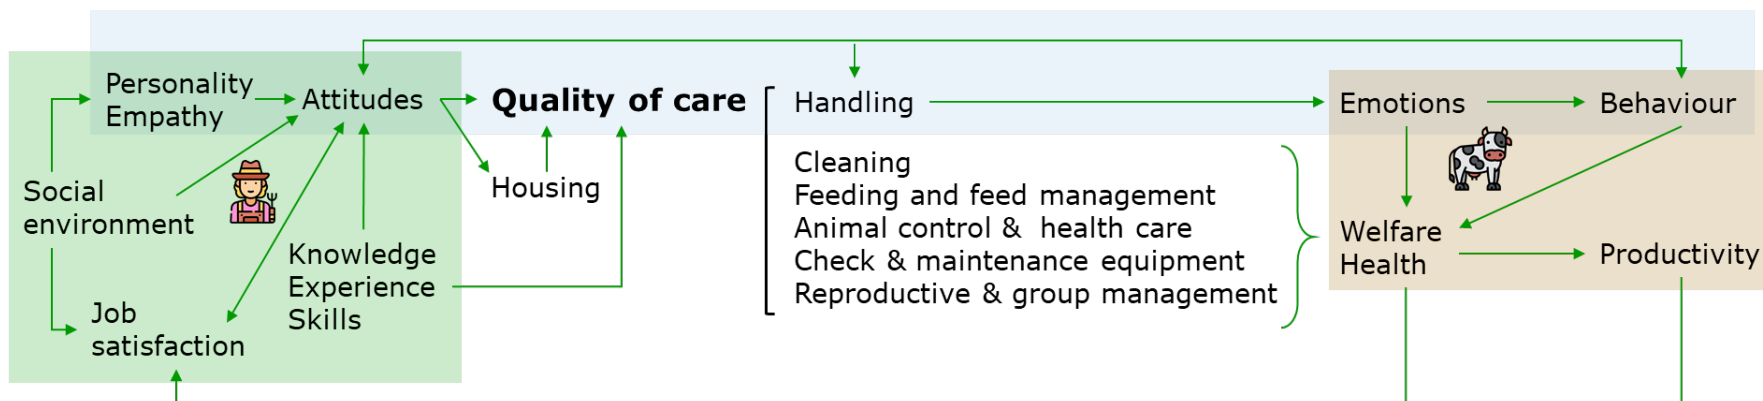 Personality
Empathy
Attitudes
Quality of care
Handling
Emotions
Behaviour
Social
environment
Housing
Cleaning
Feeding and feed management
Animal control & health care
Check & maintenance equipment
Reproductive & group management
Welfare
Health
Productivity
Knowledge
Experience
Skills
Job
satisfaction